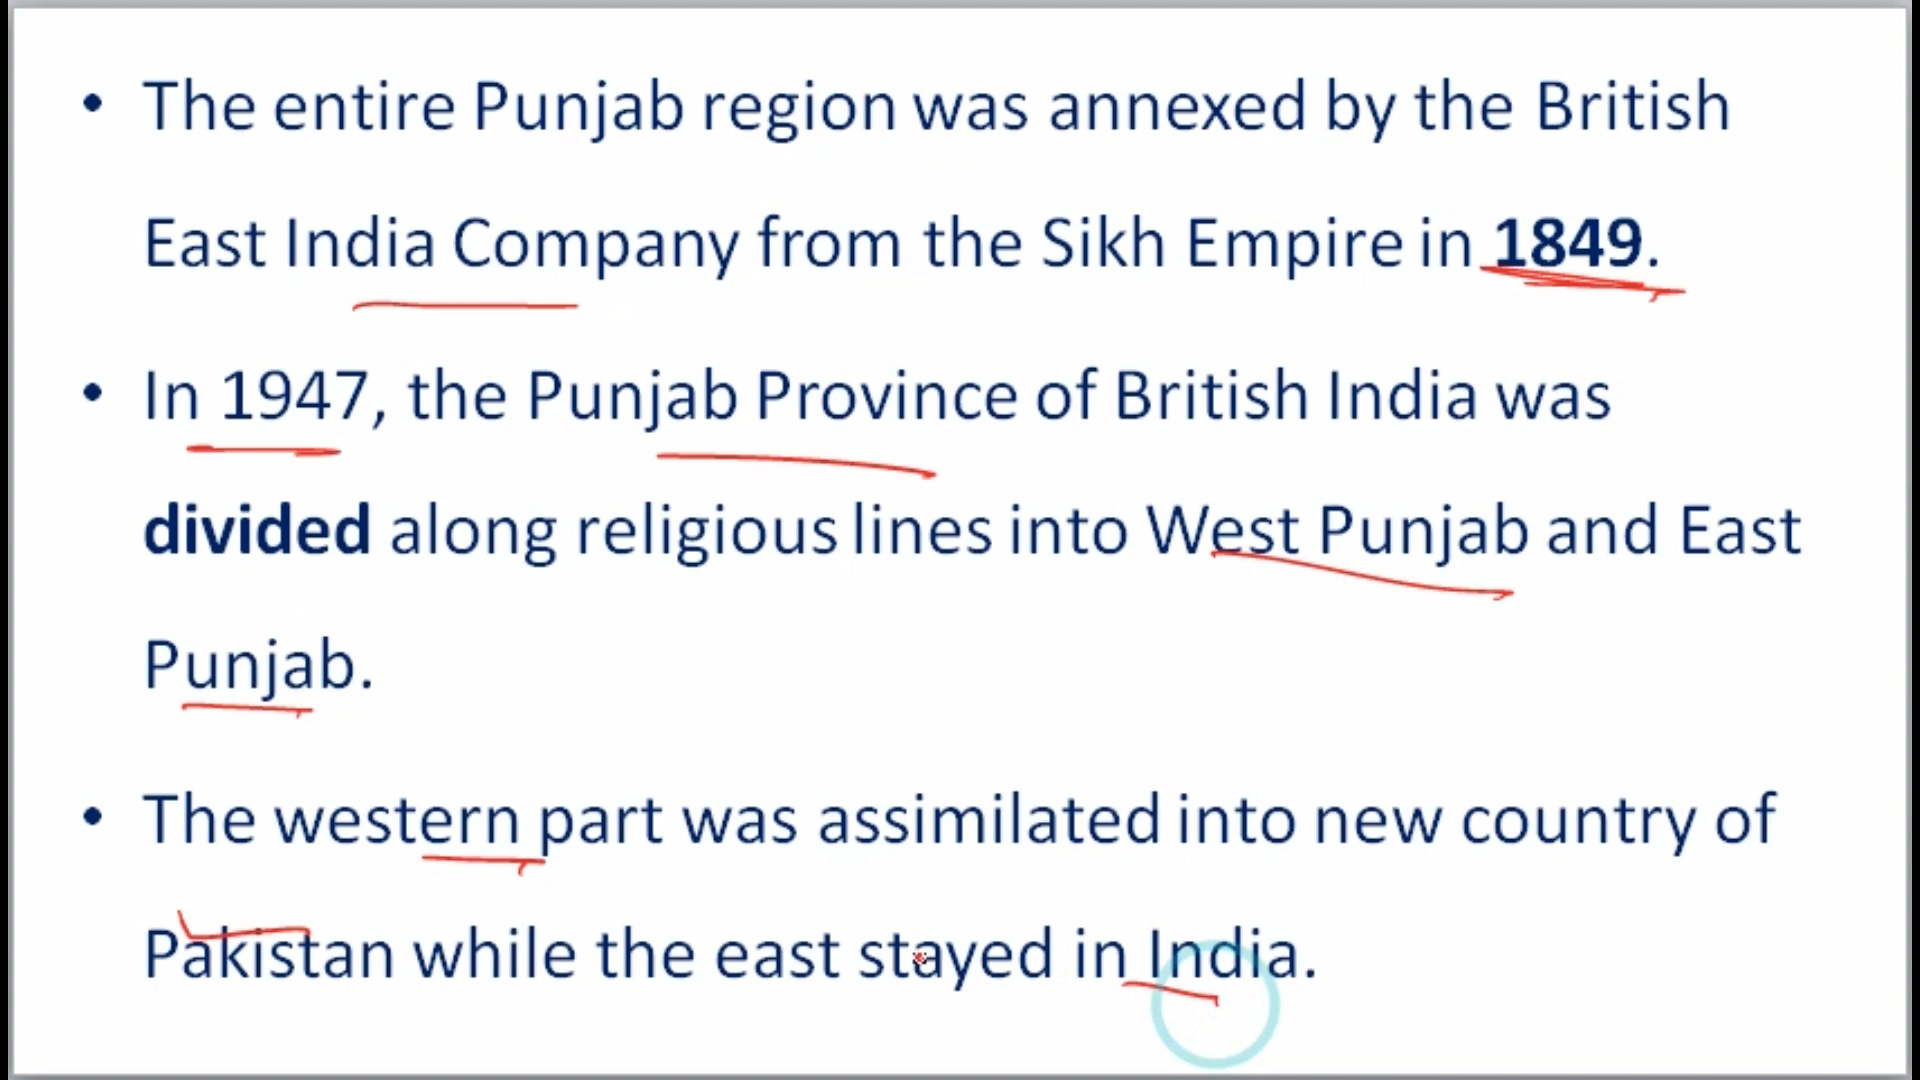 • The entire Punjab region was annexed by the British
East India Company from the Sikh Empire in 1849.
• In 1947, the Punjab Province of British India was
divided along religious lines into West Punjab and East
Punjab.
• The western part was assimilated into new country of
Pakistan while the east stayed in India.